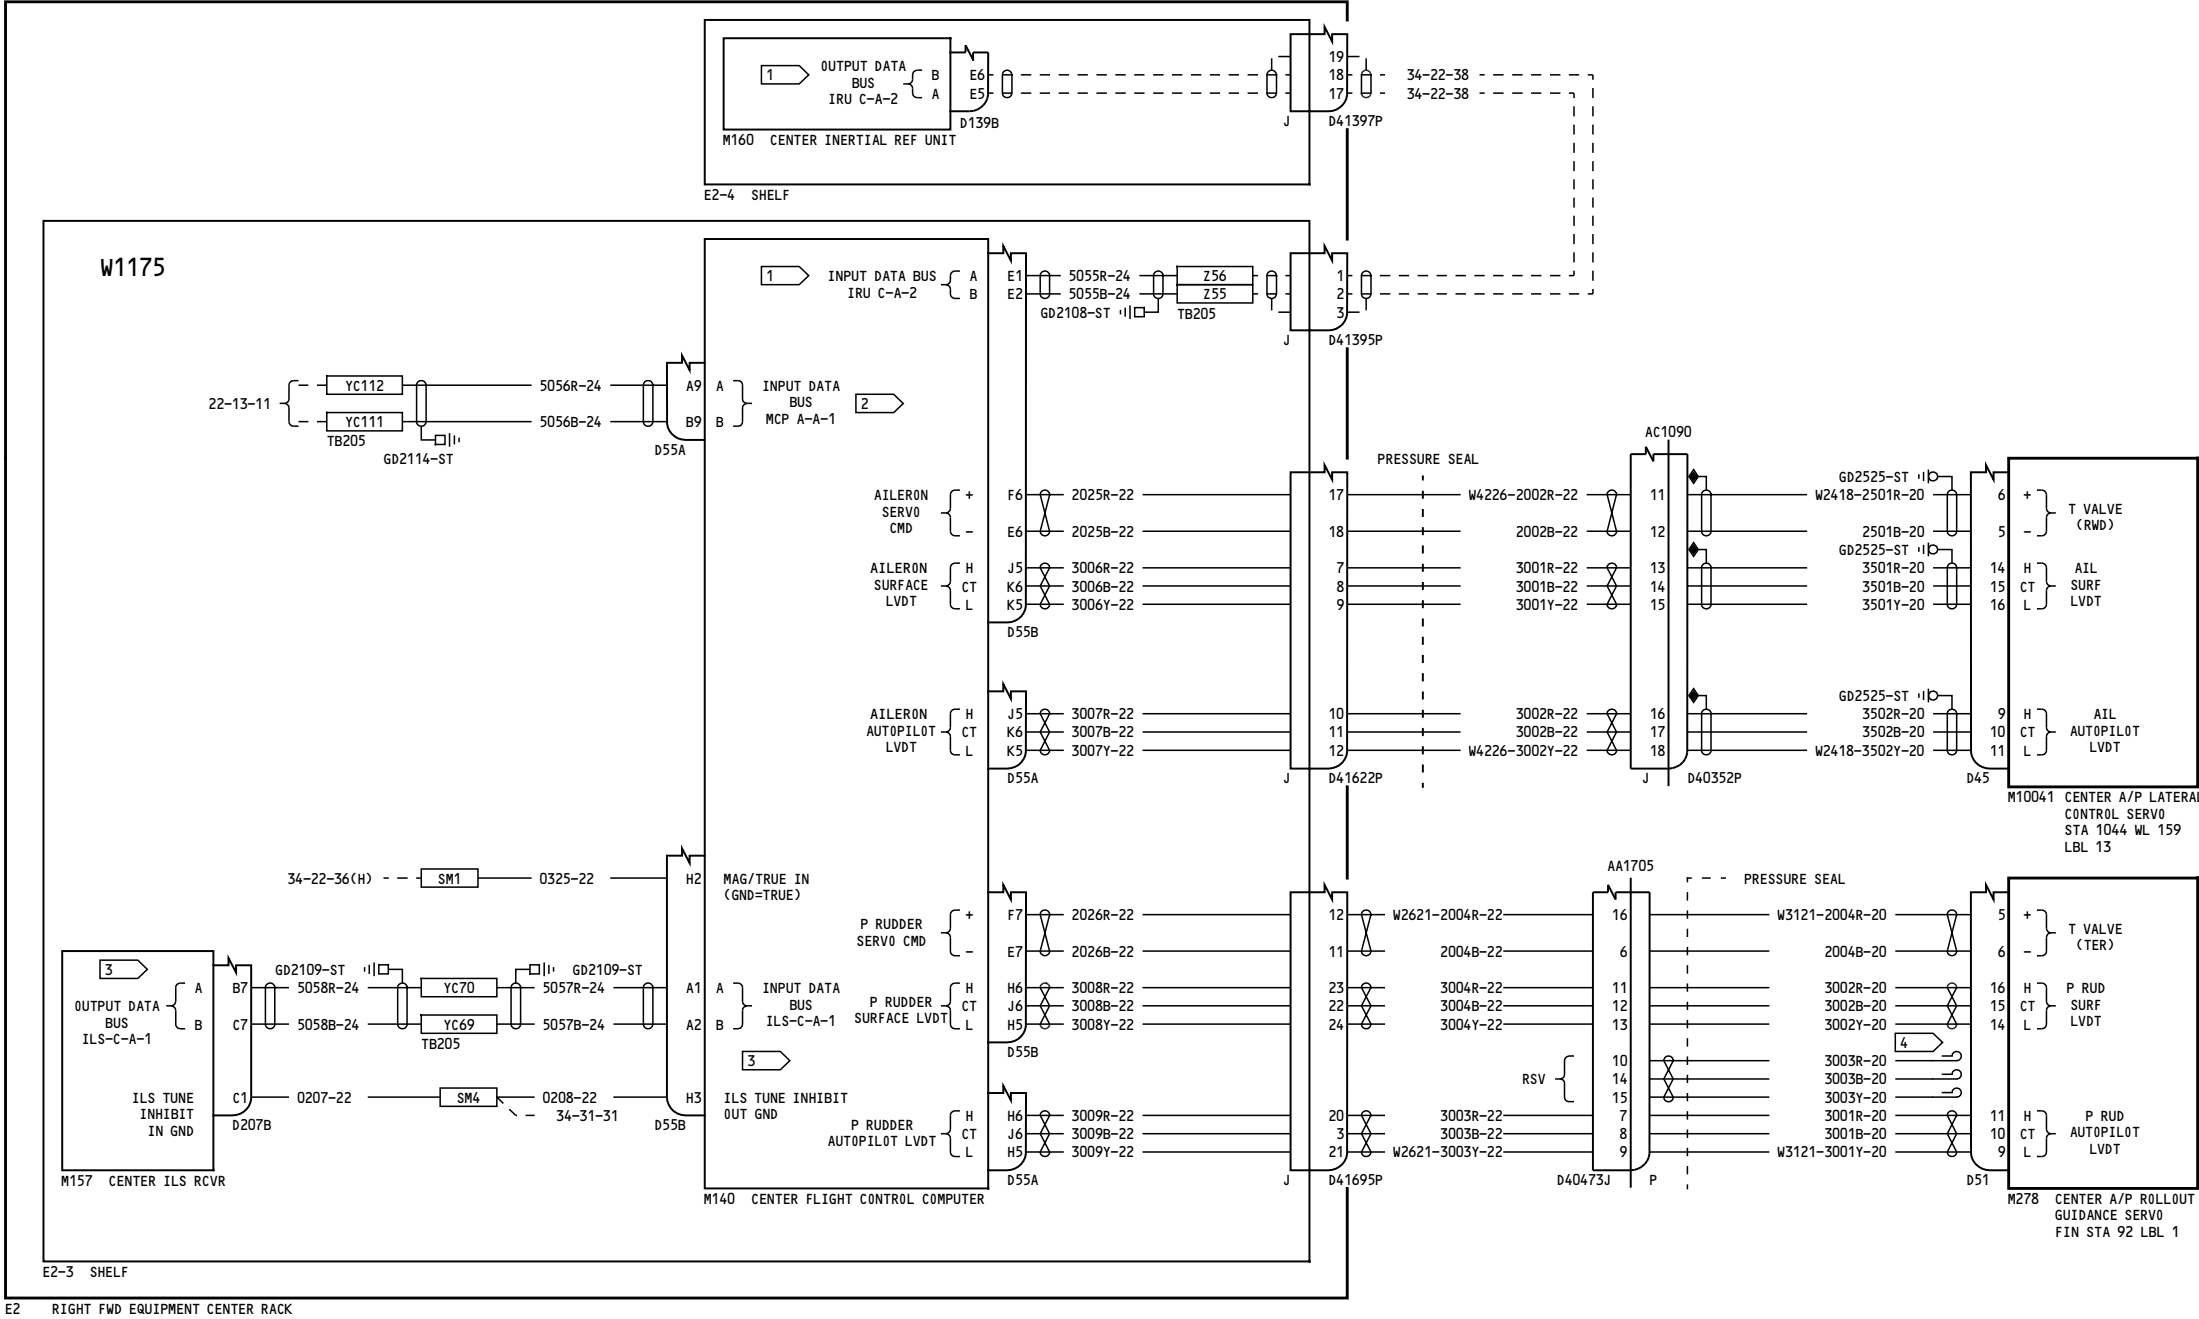 19
1 OUTPUT DATA BUS IRU C-A-2
B E6 18 34-22-38
A E5 17 34-22-38
D139B J D41397P
M160 CENTER INERTIAL REF UNIT
E2-4 SHELF
W1175
1 INPUT DATA BUS IRU C-A-2
A E1 5055R-24 Z56 1
B E2 5055B-24 Z55 2
GD2108-ST TB205 3
J D41395P
22-13-11
YC112 5056R-24 A9 A
YC111 5056B-24 B9 B
INPUT DATA BUS MCP A-A-1 2
TB205
GD2114-ST
D55A
AC1090
PRESSURE SEAL
AILERON SERVO CMD
GD2525-ST
+ F6 2025R-22 17 W4226-2002R-22 11 W2418-2501R-20 6 +
- E6 2025B-22 18 2002B-22 12 2501B-20 5 -
T VALVE (RWD)
AILERON SURFACE LVDT
GD2525-ST
H J5 3006R-22 7 3001R-22 13 3501R-20 14 H
CT K6 3006B-22 8 3001B-22 14 3501B-20 15 CT
L K5 3006Y-22 9 3001Y-22 15 3501Y-20 16 L
AIL SURF LVDT
D55B
AILERON AUTOPILOT LVDT
GD2525-ST
H J5 3007R-22 10 3002R-22 16 3502R-20 9 H
CT K6 3007B-22 11 3002B-22 17 3502B-20 10 CT
L K5 3007Y-22 12 W4226-3002Y-22 18 W2418-3502Y-20 11 L
AIL AUTOPILOT LVDT
D55A J D41622P J D40352P D45
M10041 CENTER A/P LATERAL
CONTROL SERVO
STA 1044 WL 159
LBL 13
34-22-36(H) SM1 0325-22 H2 MAG/TRUE IN
(GND=TRUE)
AA1705
PRESSURE SEAL
P RUDDER SERVO CMD
+ F7 2026R-22 12 W2621-2004R-22 16 W3121-2004R-20 5 +
- E7 2026B-22 11 2004B-22 6 2004B-20 6 -
T VALVE (TER)
3 OUTPUT DATA BUS ILS-C-A-1
GD2109-ST GD2109-ST
A B7 5058R-24 YC70 5057R-24 A1 A
B C7 5058B-24 YC69 5057B-24 A2 B
TB205
INPUT DATA BUS ILS-C-A-1
3
P RUDDER SURFACE LVDT
H H6 3008R-22 23 3004R-22 11 3002R-20 16 H
CT J6 3008B-22 22 3004B-22 12 3002B-20 15 CT
L H5 3008Y-22 24 3004Y-22 13 3002Y-20 14 L
P RUD SURF LVDT
D55B
4
RSV
10 3003R-20
14 3003B-20
15 3003Y-20
ILS TUNE INHIBIT IN GND
C1 0207-22 SM4 0208-22 H3
34-31-31
ILS TUNE INHIBIT OUT GND
D207B D55B
P RUDDER AUTOPILOT LVDT
H H6 3009R-22 20 3003R-22 7 3001R-20 11 H
CT J6 3009B-22 3 3003B-22 8 3001B-20 10 CT
L H5 3009Y-22 21 W2621-3003Y-22 9 W3121-3001Y-20 9 L
P RUD AUTOPILOT LVDT
M157 CENTER ILS RCVR
D55A J D41695P D40473J P D51
M140 CENTER FLIGHT CONTROL COMPUTER
M278 CENTER A/P ROLLOUT
GUIDANCE SERVO
FIN STA 92 LBL 1
E2-3 SHELF
E2 RIGHT FWD EQUIPMENT CENTER RACK